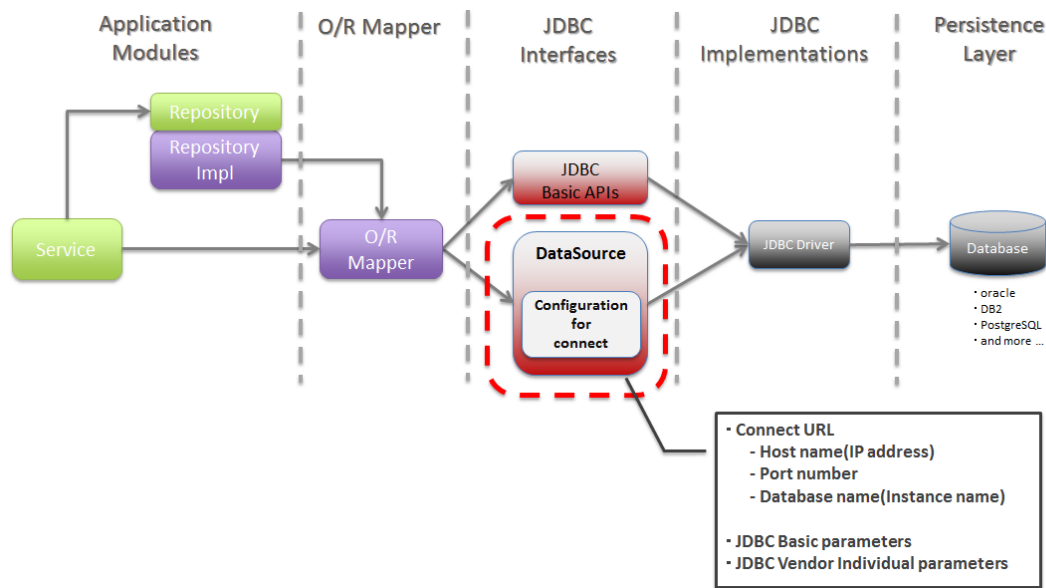 Application
Modules
O/R Mapper
JDBC
Interfaces
JDBC
Implementations
Persistence
Layer
Repository
Repository
Impl
Service
O/R
Mapper
JDBC
Basic APIs
DataSource
Configuration
for
connect
JDBC Driver
Database
・oracle
・DB2
・PostgreSQL
・and more ...
・Connect URL
- Host name(IP address)
- Port number
- Database name(Instance name)
・JDBC Basic parameters
・JDBC Vendor Individual parameters